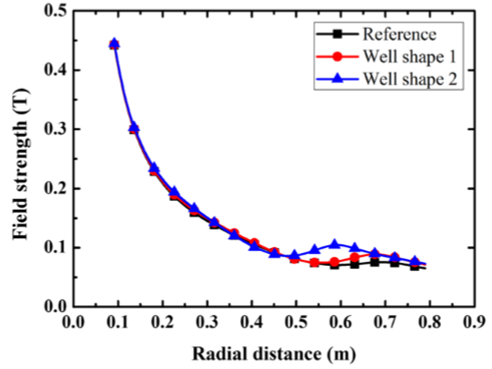 Field strength (T)
0.5
0.4
0.3
0.2
0.1
0.0
Reference
Well shape 1
Well shape 2
0.0 0.1 0.2 0.3 0.4 0.5 0.6 0.7 0.8 0.9
Radial distance (m)